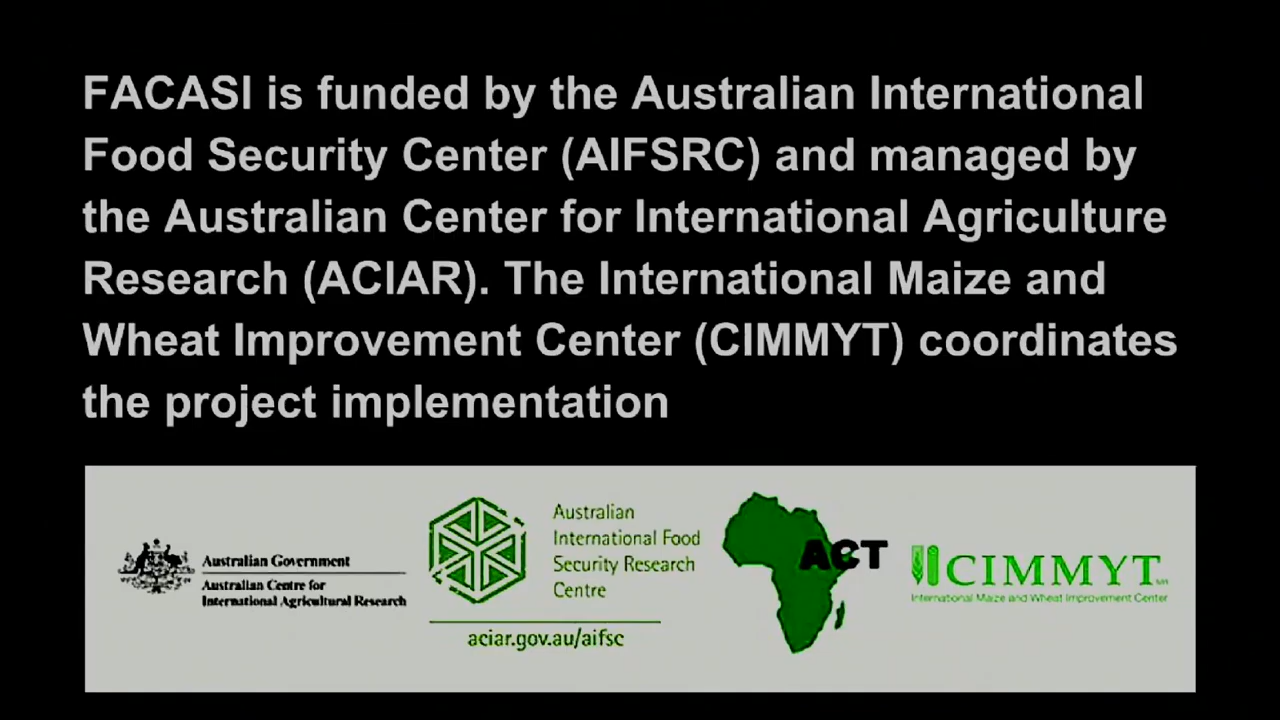 FACASI is funded by the Australian International
Food Security Center (AIFSRC) and managed by
the Australian Center for International Agriculture
Research (ACIAR). The International Maize and
Wheat Improvement Center (CIMMYT) coordinates
the project implementation
Australian Government
Australian Centre for
International Agricultural Research
Australian
International Food
Security Research
Centre
aciar.gov.au/aifsc
ACT
CIMMYT
International Maize and Wheat Improvement Center